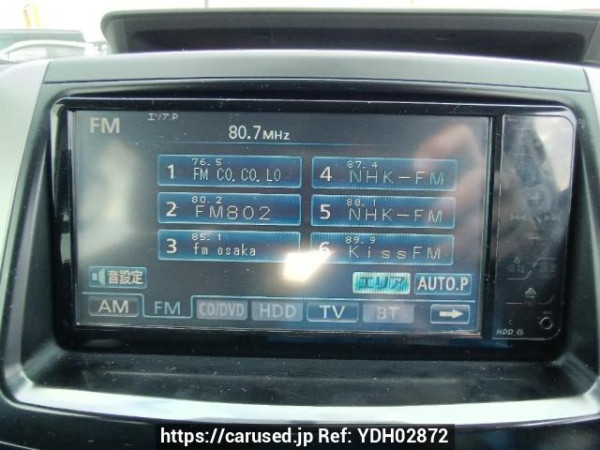 FM エリア.P
80.7MHz
1 76.5 FM CO.CO.LO
2 80.2 FM802
3 85.1 fm osaka
4 87.4 NHK-FM
5 88.1 NHK-FM
6 89.9 KissFM
音設定
エリア AUTO.P
AM FM CD/DVD HDD TV BT
HDD
https://carused.jp Ref: YDH02872